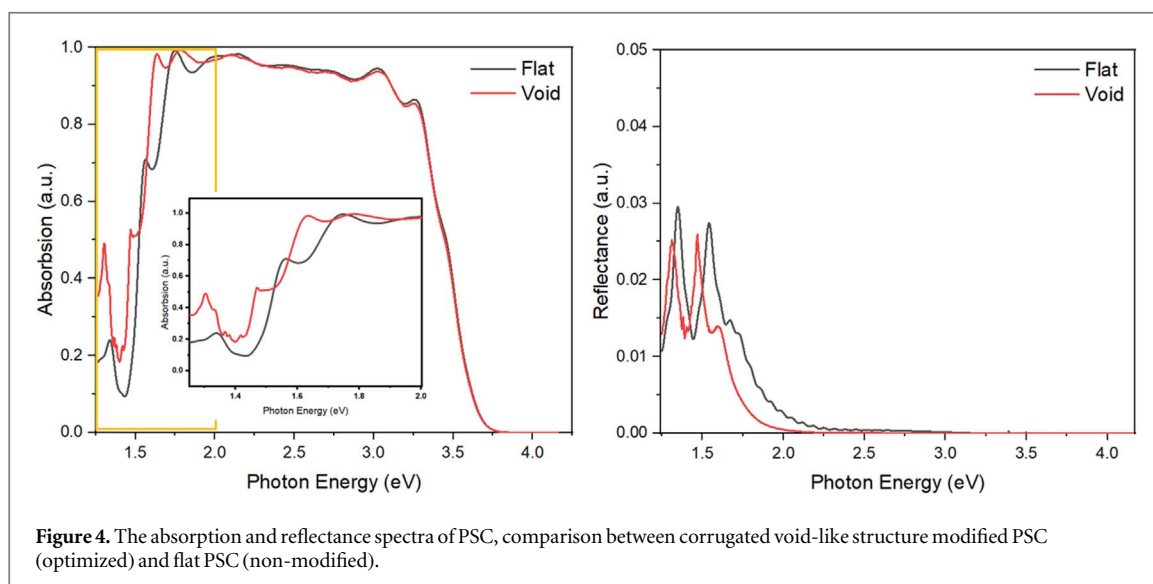 1.0
0.8
0.6
0.4
0.2
0.0
Absorbsion (a.u.)
1.5 2.0 2.5 3.0 3.5 4.0
Photon Energy (eV)
Flat
Void
1.0
0.8
0.6
0.4
0.2
0.0
Absorbsion (a.u.)
1.4 1.6 1.8 2.0
Photon Energy (eV)
0.05
0.04
0.03
0.02
0.01
0.00
Reflectance (a.u.)
1.5 2.0 2.5 3.0 3.5 4.0
Photon Energy (eV)
Flat
Void
Figure 4. The absorption and reflectance spectra of PSC, comparison between corrugated void-like structure modified PSC
(optimized) and flat PSC (non-modified).